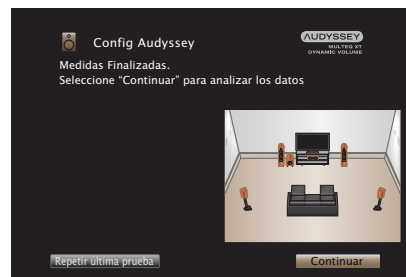 Config Audyssey
AUDYSSEY
MULTEQ XT
DYNAMIC VOLUME
Medidas Finalizadas.
Seleccione “Continuar” para analizar los datos
Repetir última prueba
Continuar